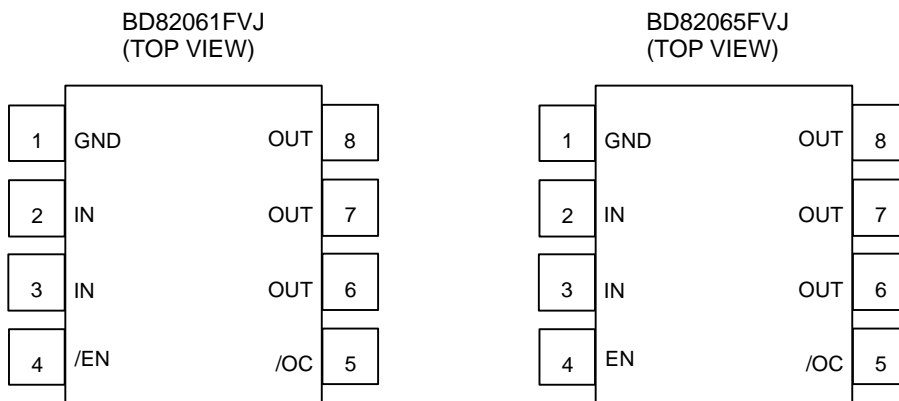 BD82061FVJ
(TOP VIEW)
1 GND OUT 8
2 IN OUT 7
3 IN OUT 6
4 /EN /OC 5
BD82065FVJ
(TOP VIEW)
1 GND OUT 8
2 IN OUT 7
3 IN OUT 6
4 EN /OC 5